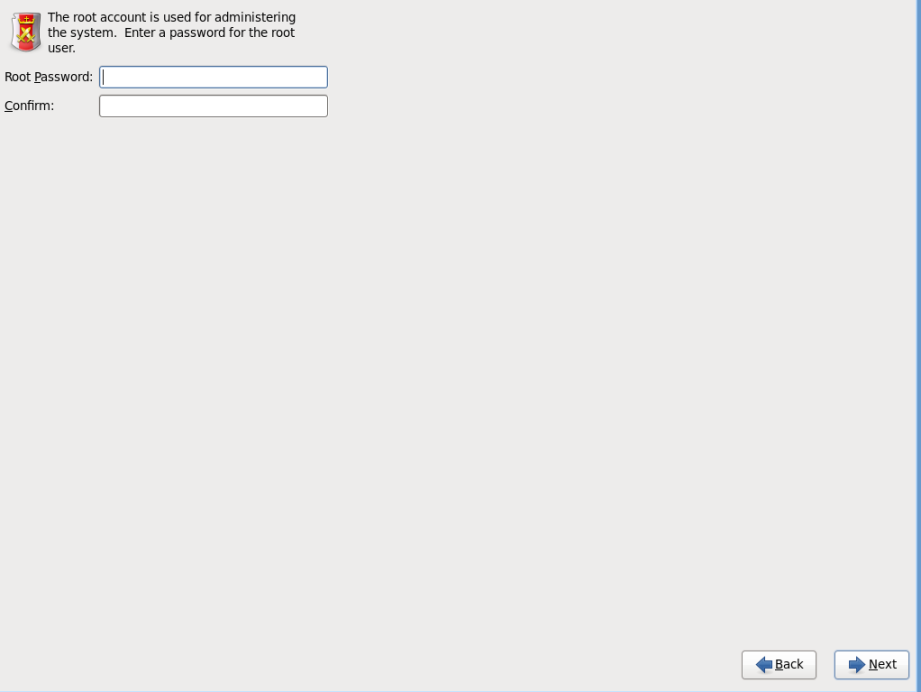 The root account is used for administering
the system.  Enter a password for the root
user.
Root Password:
Confirm:
Back
Next